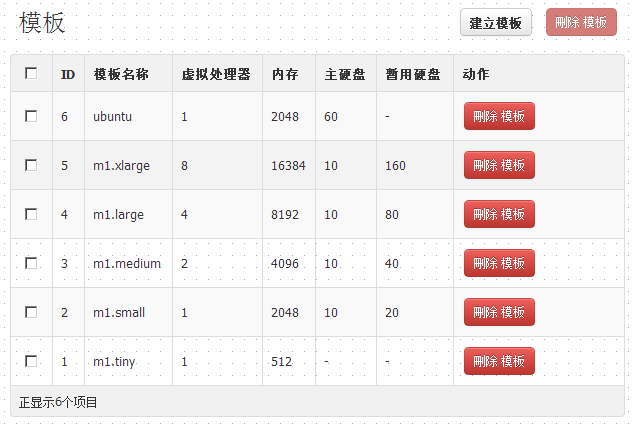 模板 建立模板 刪除 模板
ID 模板名称 虚拟处理器 内存 主硬盘 暂用硬盘 动作
6 ubuntu 1 2048 60 - 刪除 模板
5 m1.xlarge 8 16384 10 160 刪除 模板
4 m1.large 4 8192 10 80 刪除 模板
3 m1.medium 2 4096 10 40 刪除 模板
2 m1.small 1 2048 10 20 刪除 模板
1 m1.tiny 1 512 - - 刪除 模板
正显示6个项目